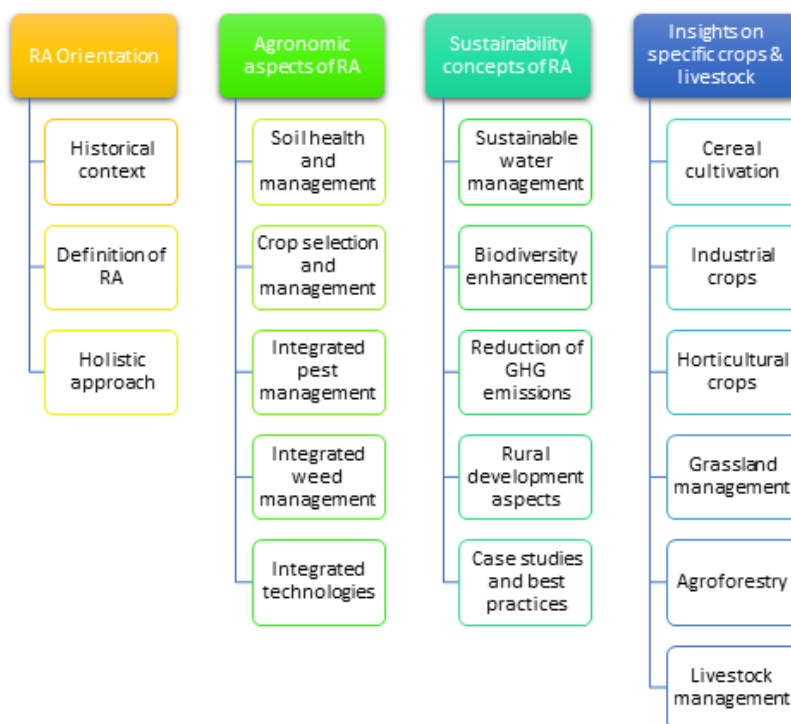 RA Orientation
Historical
context
Definition of
RA
Holistic
approach
Agronomic
aspects of RA
Soil health
and
management
Crop selection
and
management
Integrated
pest
management
Integrated
weed
management
Integrated
technologies
Sustainability
concepts of RA
Sustainable
water
management
Biodiversity
enhancement
Reduction of
GHG
emissions
Rural
development
aspects
Case studies
and best
practices
Insights on
specific crops &
livestock
Cereal
cultivation
Industrial
crops
Horticultural
crops
Grassland
management
Agroforestry
Livestock
management